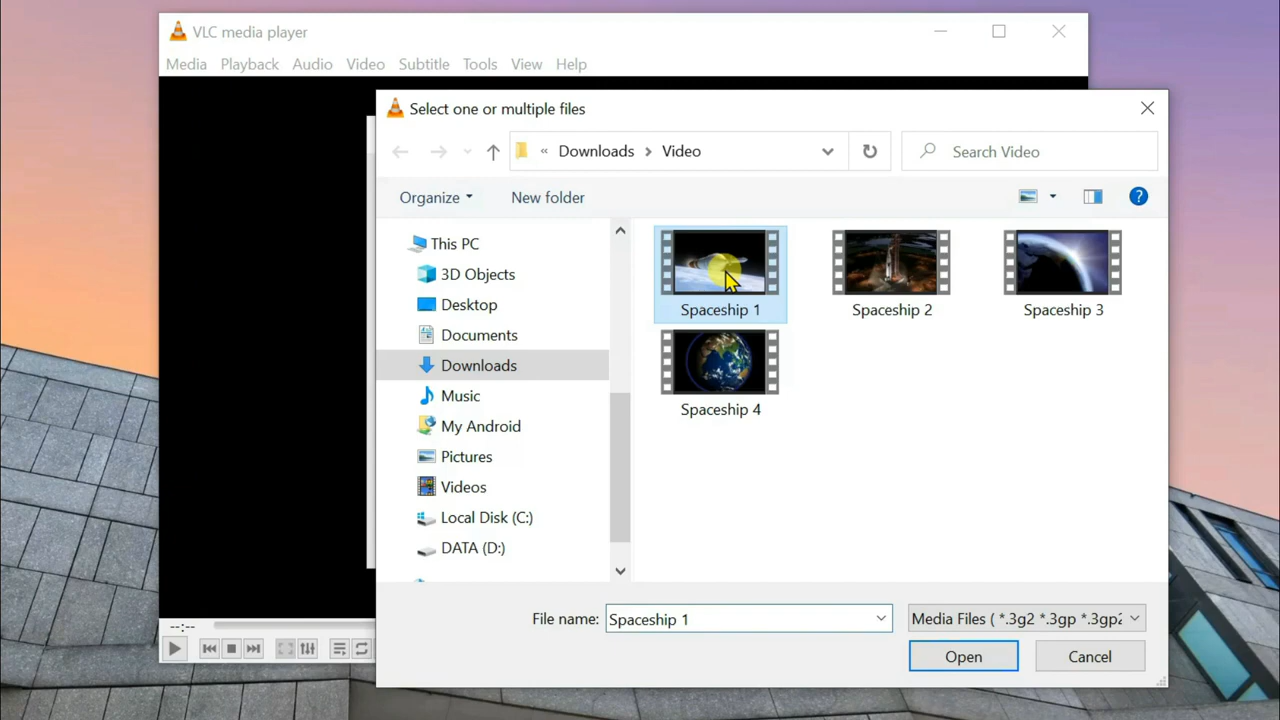 VLC media player
Media Playback Audio Video Subtitle Tools View Help
Select one or multiple files
« Downloads > Video
Search Video
Organize
New folder
?
This PC
3D Objects
Desktop
Documents
Downloads
Music
My Android
Pictures
Videos
Local Disk (C:)
DATA (D:)
Spaceship 1
Spaceship 2
Spaceship 3
Spaceship 4
File name: Spaceship 1
Media Files ( *.3g2 *.3gp *.3gp2
Open
Cancel
--:--